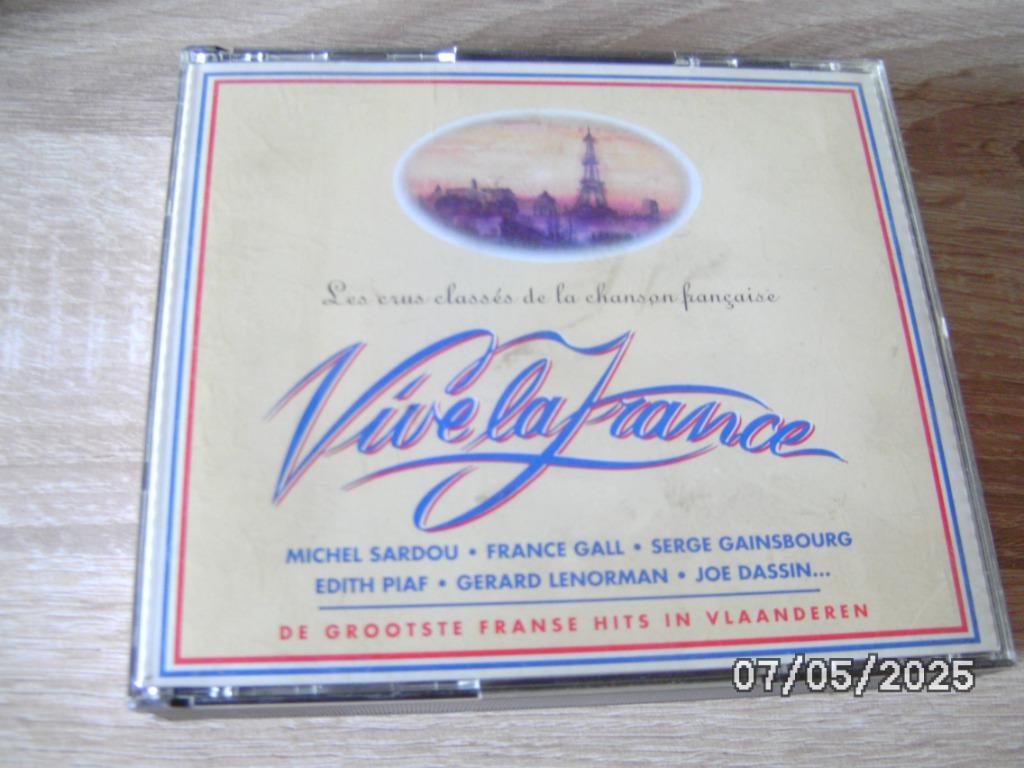 Les crus classés de la chanson française
Vive la France
MICHEL SARDOU • FRANCE GALL • SERGE GAINSBOURG
EDITH PIAF • GERARD LENORMAN • JOE DASSIN...
DE GROOTSTE FRANSE HITS IN VLAANDEREN
07/05/2025